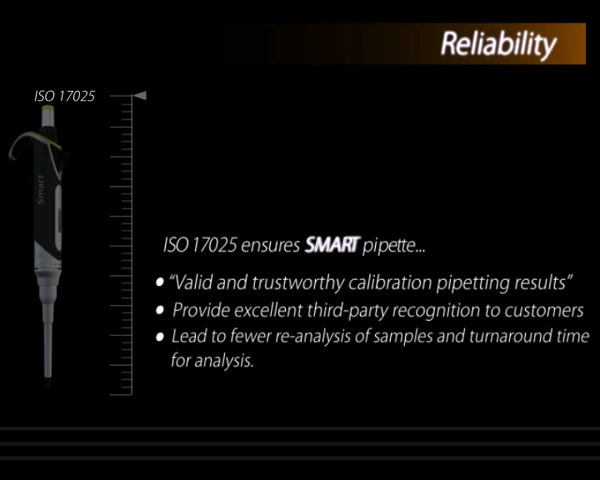 Reliability
ISO 17025
Smart
ISO 17025 ensures SMART pipette...
• “Valid and trustworthy calibration pipetting results”
• Provide excellent third-party recognition to customers
• Lead to fewer re-analysis of samples and turnaround time
for analysis.